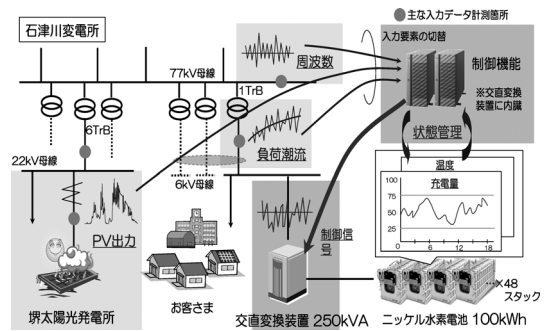 石津川変電所
主な入力データ計測箇所
周波数
入力要素の切替
制御機能
※交直変換
装置に内臓
77kV母線
1TrB
6TrB
状態管理
負荷潮流
温度
充電量
100
75
50
25
0
0 6 12 18
22kV母線
6kV母線
制御信
号
PV出力
お客さま
×48
スタック
堺太陽光発電所
交直変換装置 250kVA
ニッケル水素電池 100kWh